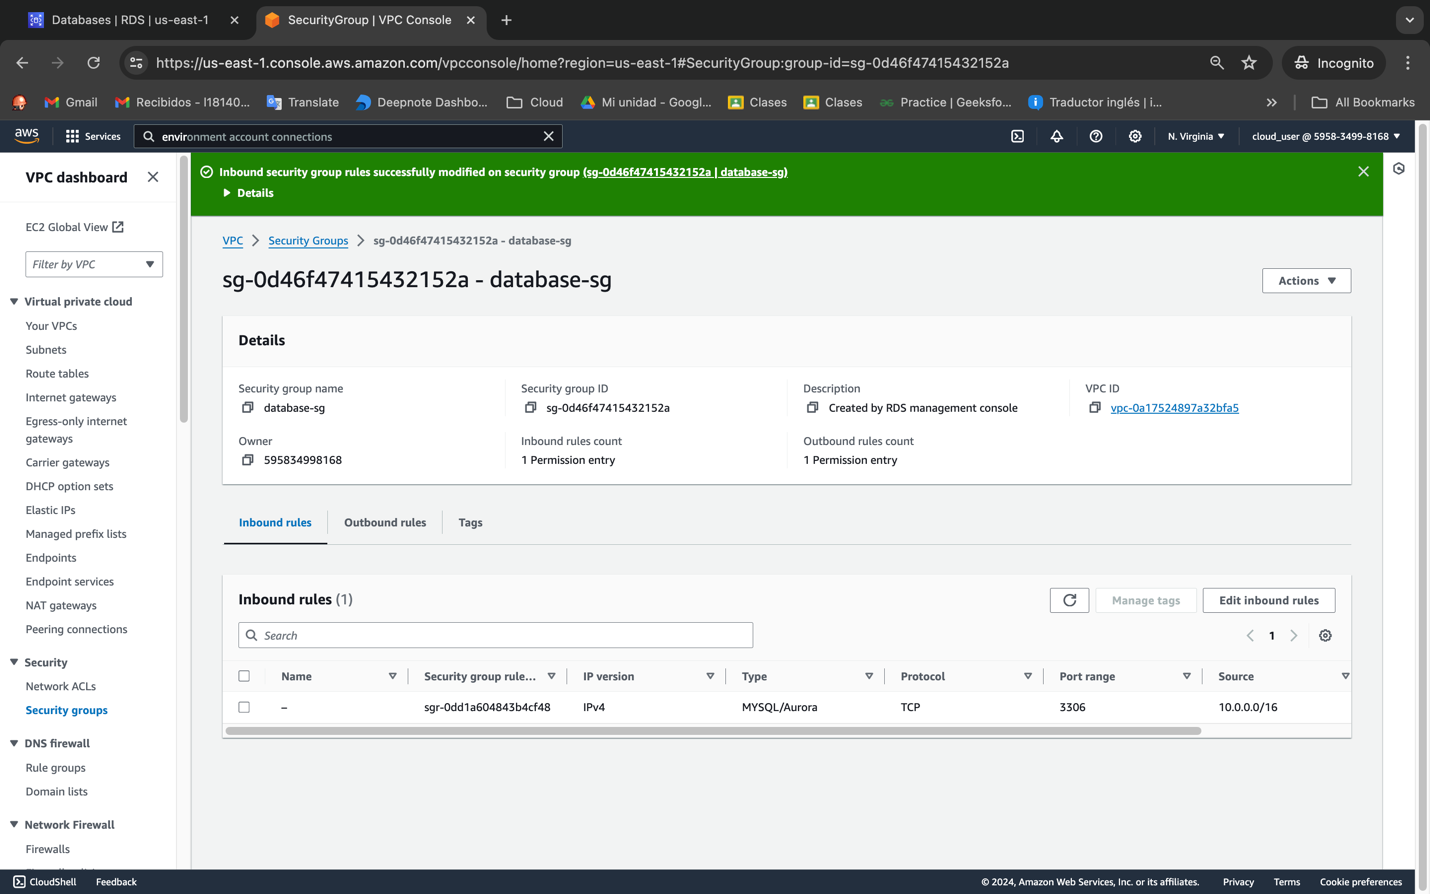 Databases | RDS | us-east-1
SecurityGroup | VPC Console
https://us-east-1.console.aws.amazon.com/vpcconsole/home?region=us-east-1#SecurityGroup:group-id=sg-0d46f47415432152a
Incognito
Gmail
Recibidos - l18140...
Translate
Deepnote Dashbo...
Cloud
Mi unidad - Googl...
Clases
Clases
Practice | Geeksfo...
Traductor inglés | i...
All Bookmarks
aws
Services
environment account connections
N. Virginia
cloud_user @ 5958-3499-8168
VPC dashboard
EC2 Global View
Filter by VPC
Virtual private cloud
Your VPCs
Subnets
Route tables
Internet gateways
Egress-only internet
gateways
Carrier gateways
DHCP option sets
Elastic IPs
Managed prefix lists
Endpoints
Endpoint services
NAT gateways
Peering connections
Security
Network ACLs
Security groups
DNS firewall
Rule groups
Domain lists
Network Firewall
Firewalls
Inbound security group rules successfully modified on security group (sg-0d46f47415432152a | database-sg)
Details
VPC
Security Groups
sg-0d46f47415432152a - database-sg
sg-0d46f47415432152a - database-sg
Actions
Details
Security group name
database-sg
Security group ID
sg-0d46f47415432152a
Description
Created by RDS management console
VPC ID
vpc-0a17524897a32bfa5
Owner
595834998168
Inbound rules count
1 Permission entry
Outbound rules count
1 Permission entry
Inbound rules
Outbound rules
Tags
Inbound rules (1)
Manage tags
Edit inbound rules
Search
1
Name
Security group rule...
IP version
Type
Protocol
Port range
Source
–
sgr-0dd1a604843b4cf48
IPv4
MYSQL/Aurora
TCP
3306
10.0.0.0/16
CloudShell
Feedback
© 2024, Amazon Web Services, Inc. or its affiliates.
Privacy
Terms
Cookie preferences